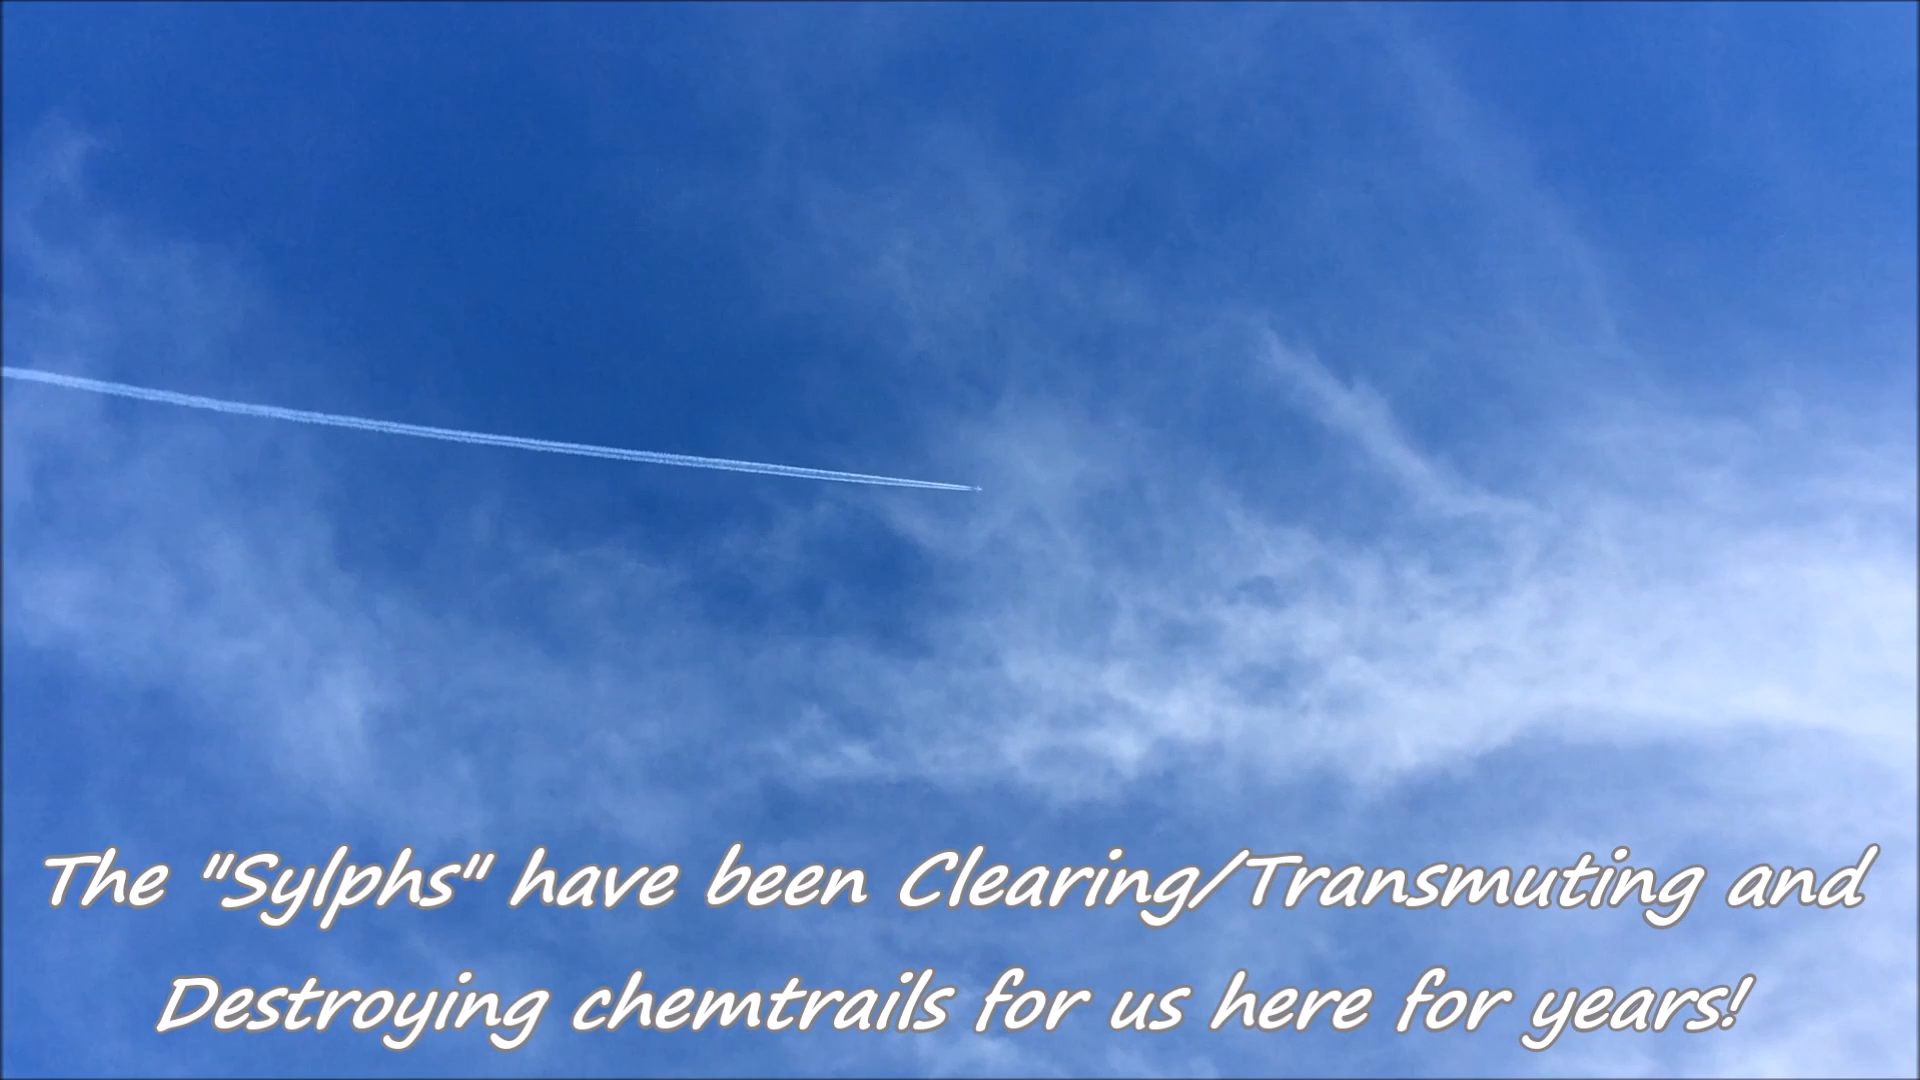 The "Sylphs" have been Clearing/Transmuting and
Destroying chemtrails for us here for years!